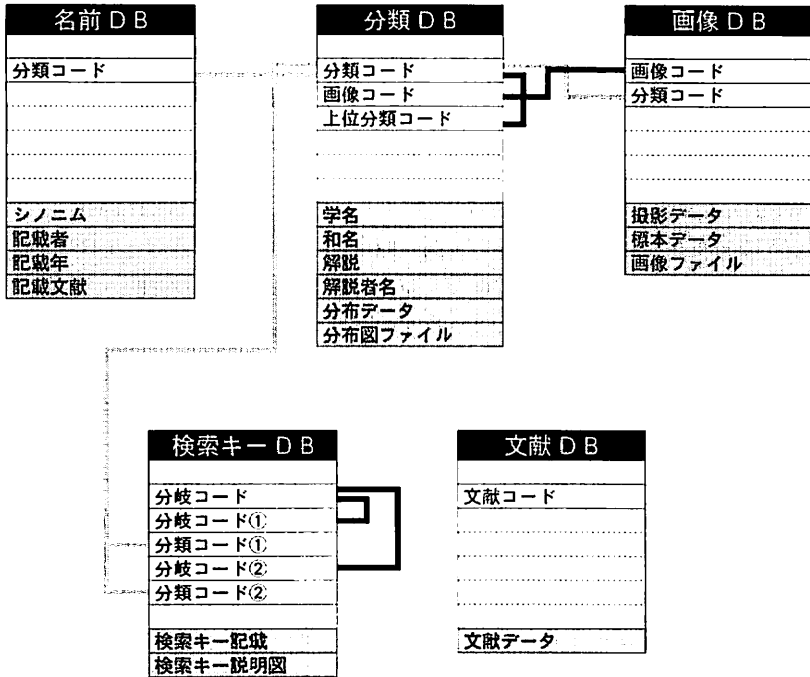 名前DB
分類コード
シノニム
記載者
記載年
記載文献
分類DB
分類コード
画像コード
上位分類コード
学名
和名
解説
解説者名
分布データ
分布図ファイル
画像DB
画像コード
分類コード
撮影データ
標本データ
画像ファイル
検索キーDB
分岐コード
分岐コード①
分類コード①
分岐コード②
分類コード②
検索キー記載
検索キー説明図
文献DB
文献コード
文献データ